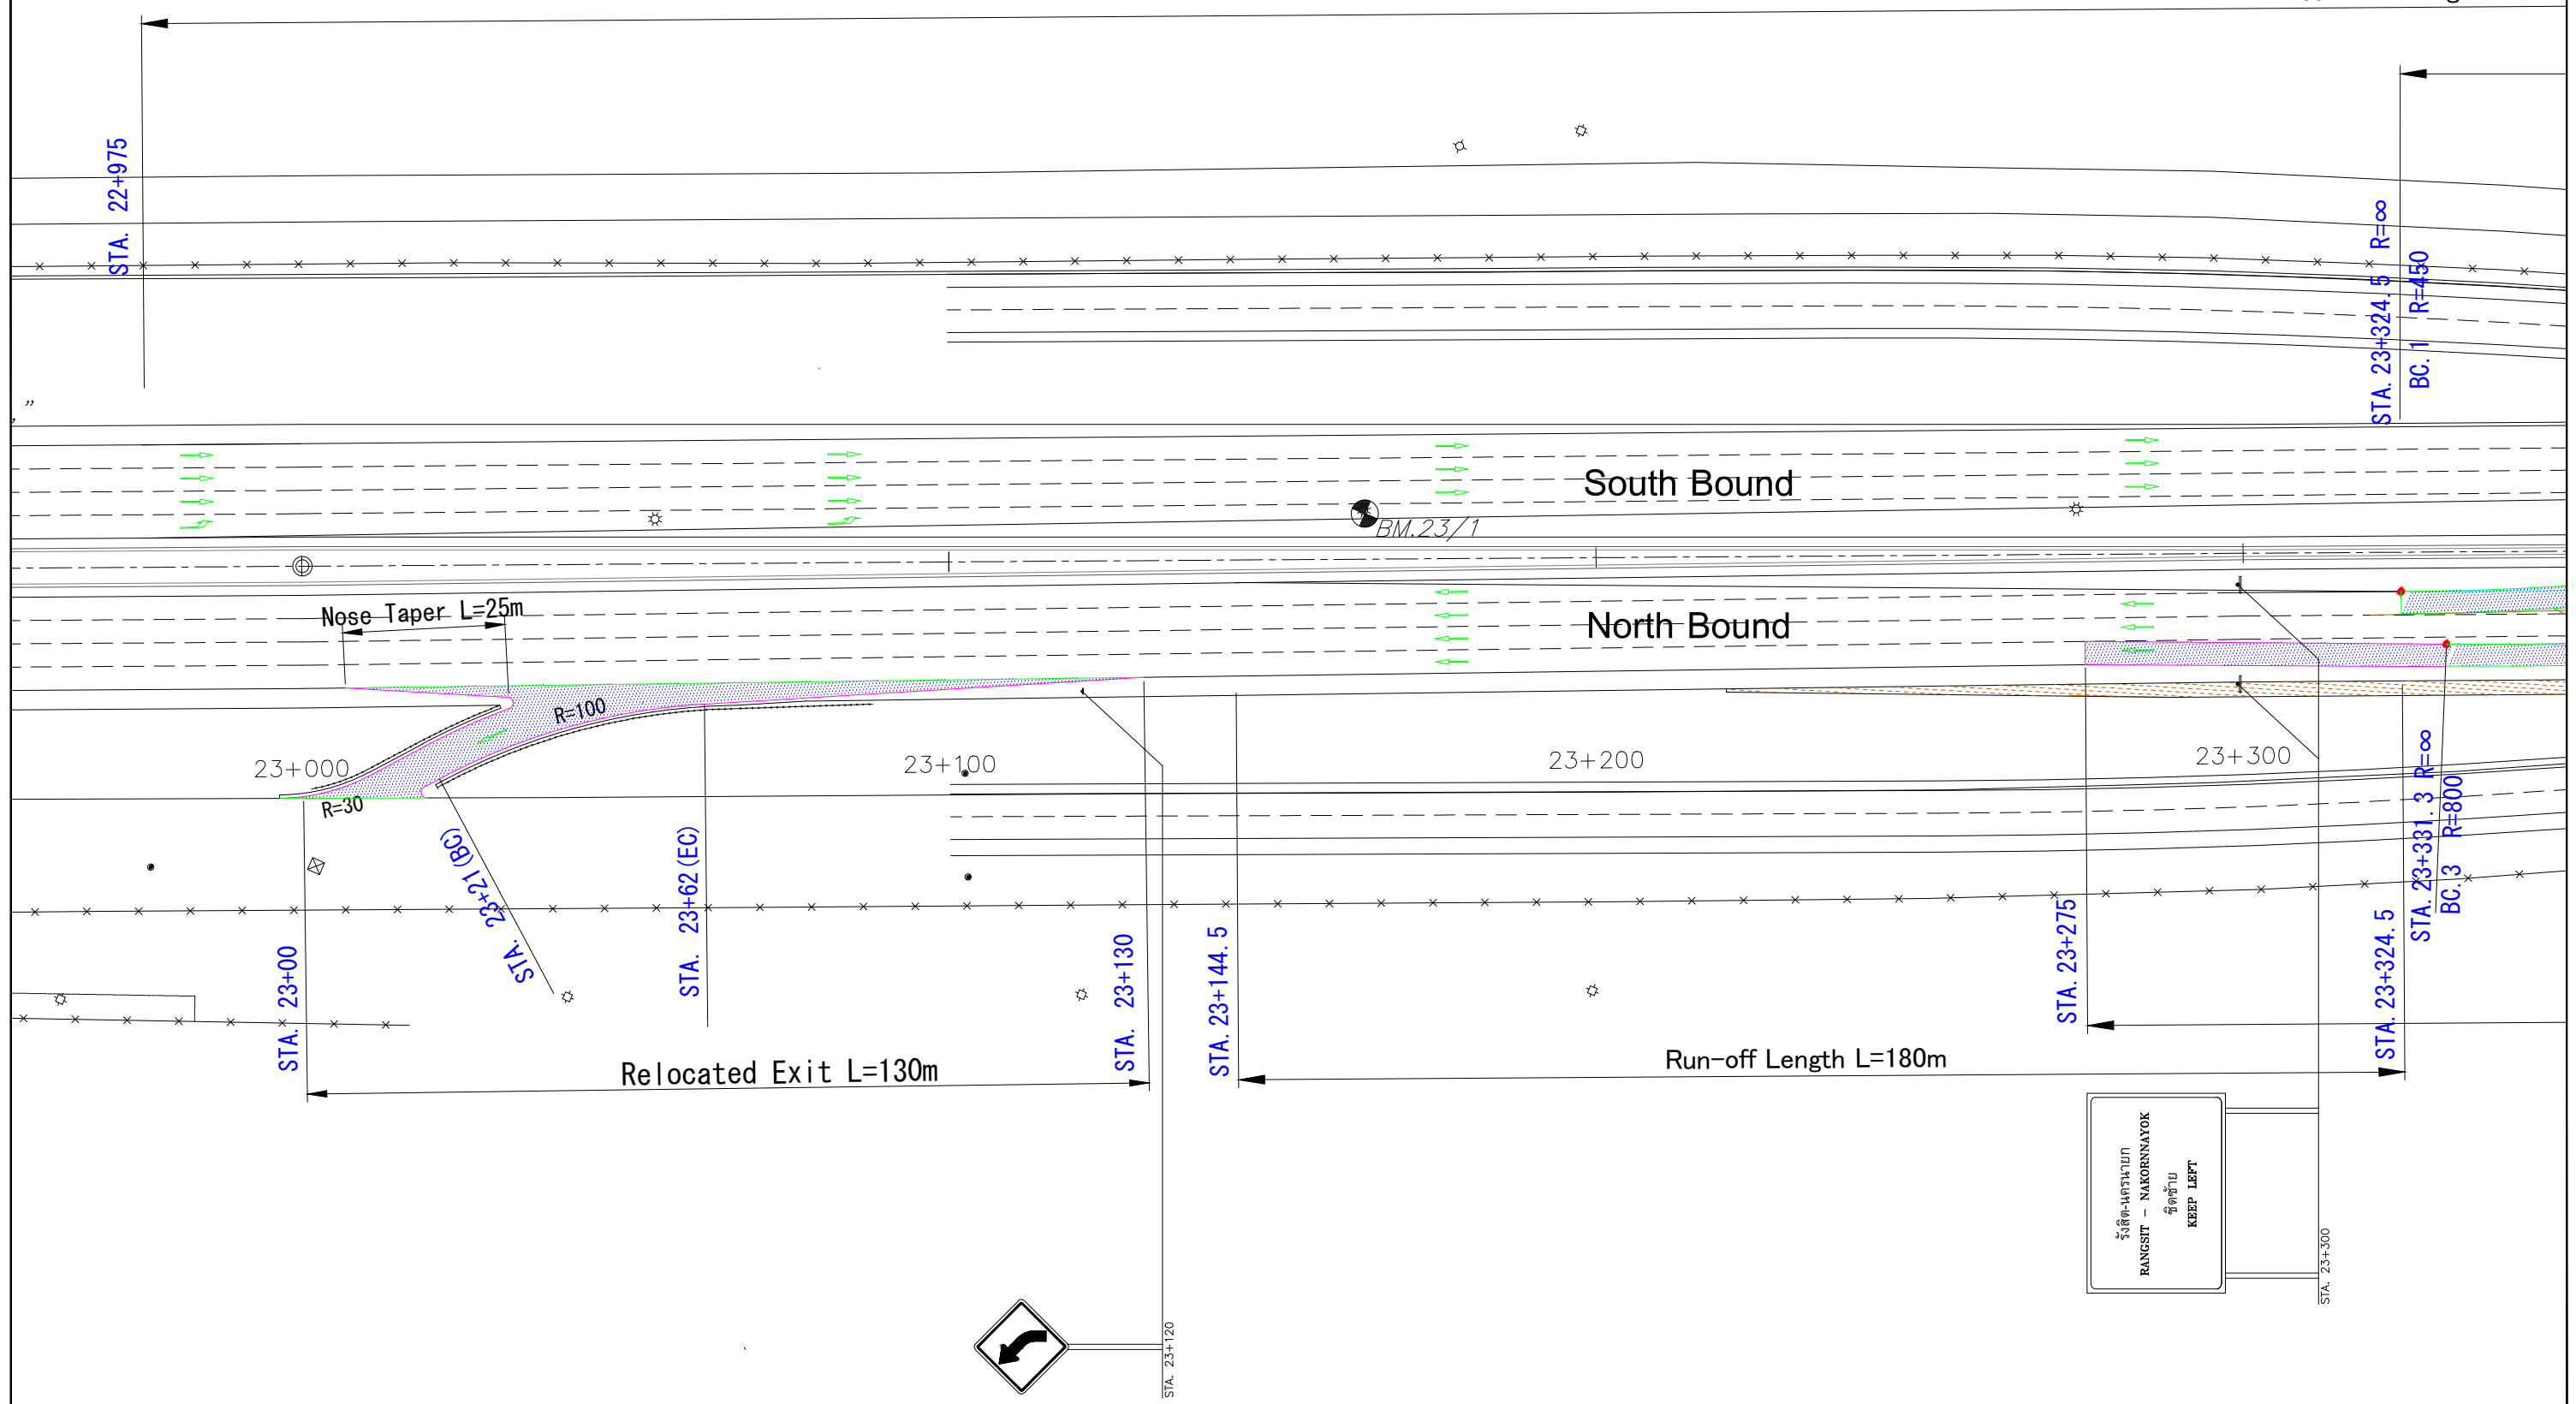 STA. 22+975
STA. 23+324.5 R=∞
BC. 1 R=450
South Bound
BM.23/1
Nose Taper L=25m
North Bound
R=100
23+000
R=30
23+100
23+200
23+300
STA. 23+00
STA. 23+21(BC)
STA. 23+62(EC)
STA. 23+130
STA. 23+144.5
STA. 23+275
STA. 23+324.5
STA. 23+331.3 R=∞
BC. 3 R=800
Relocated Exit L=130m
Run-off Length L=180m
รังสิต-นครนายก
RANGSIT - NAKORNNAYOK
ชิดซ้าย
KEEP LEFT
STA. 23+300
STA. 23+120